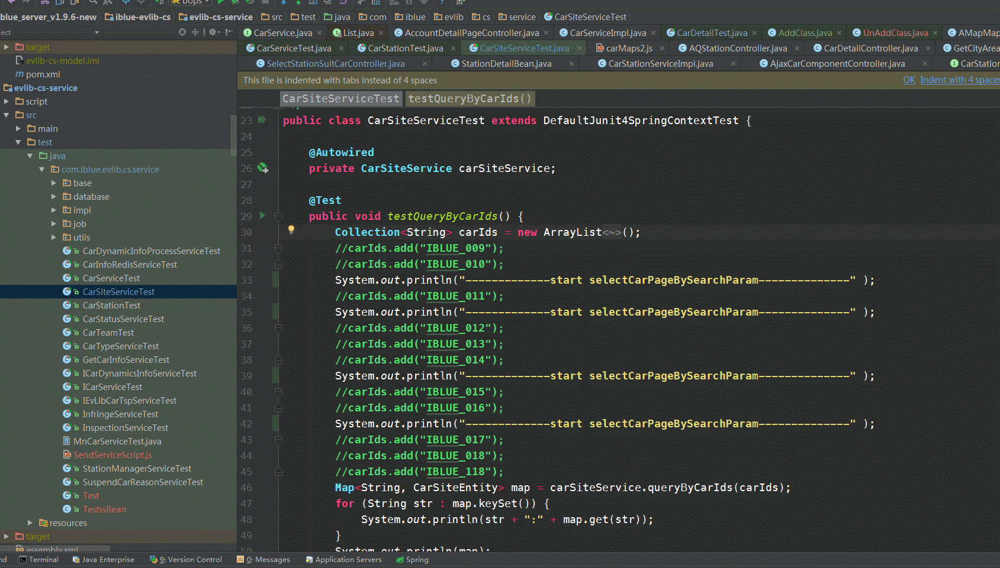 bops
blue_server_v1.9.6-new iblue-evlib-cs evlib-cs-service src test java com iblue evlib cs service CarSiteServiceTest
ect
CarService.java List.java AccountDetailPageController.java CarServiceImpl.java CarDetailTest.java AddClass.java UnAddClass.java AMapMap
CarServiceTest.java CarStationTest.java CarSiteServiceTest.java carMaps2.js AQStationController.java CarDetailController.java GetCityArea
SelectStationSuitCarController.java StationDetailBean.java CarStationServiceImpl.java AjaxCarComponentController.java CarStation
This file is indented with tabs instead of 4 spaces OK Indent with 4 spaces
CarSiteServiceTest testQueryByCarIds()
target
evlib-cs-model.iml
pom.xml
evlib-cs-service
script
src
main
test
java
com.iblue.evlib.cs.service
base
database
impl
job
utils
CarDynamicInfoProcessServiceTest
CarInfoRedisServiceTest
CarServiceTest
CarSiteServiceTest
CarStationTest
CarStatusServiceTest
CarTeamTest
CarTypeServiceTest
GetCarInfoServiceTest
ICarDynamicsInfoServiceTest
ICarServiceTest
IEvLibCarTspServiceTest
InfringeServiceTest
InspectionServiceTest
MnCarServiceTest.java
SendServiceScript.js
StationManagerServiceTest
SuspendCarReasonServiceTest
Test
TestssBean
resources
target
assembly.xml
23 public class CarSiteServiceTest extends DefaultJunit4SpringContextTest {
24
25 @Autowired
26 private CarSiteService carSiteService;
27
28 @Test
29 public void testQueryByCarIds() {
30 Collection<String> carIds = new ArrayList<~>();
31 //carIds.add("IBLUE_009");
32 //carIds.add("IBLUE_010");
33 System.out.println("-------------start selectCarPageBySearchParam--------------" );
34 //carIds.add("IBLUE_011");
35 System.out.println("-------------start selectCarPageBySearchParam--------------" );
36 //carIds.add("IBLUE_012");
37 //carIds.add("IBLUE_013");
38 //carIds.add("IBLUE_014");
39 System.out.println("-------------start selectCarPageBySearchParam--------------" );
40 //carIds.add("IBLUE_015");
41 //carIds.add("IBLUE_016");
42 System.out.println("-------------start selectCarPageBySearchParam--------------" );
43 //carIds.add("IBLUE_017");
44 //carIds.add("IBLUE_018");
45 //carIds.add("IBLUE_118");
46 Map<String, CarSiteEntity> map = carSiteService.queryByCarIds(carIds);
47 for (String str : map.keySet()) {
48 System.out.println(str + ":" + map.get(str));
49 }
50 System.out.println(map);
nd Terminal Java Enterprise 9: Version Control 0: Messages Application Servers Spring